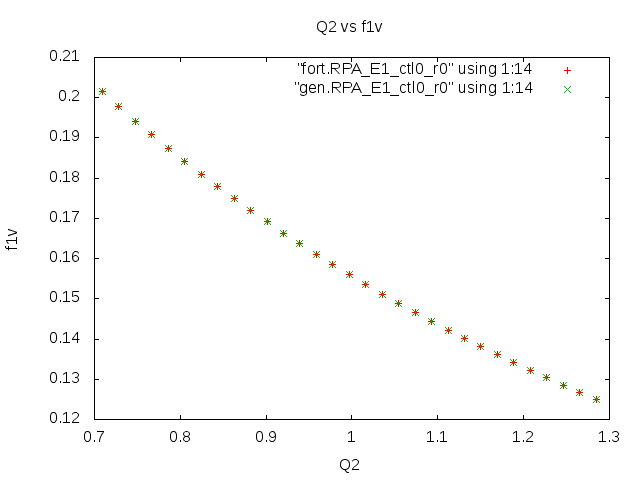 Q2 vs f1v
"fort.RPA_E1_ctl0_r0" using 1:14
"gen.RPA_E1_ctl0_r0" using 1:14
0.21
0.2
0.19
0.18
0.17
0.16
0.15
0.14
0.13
0.12
f1v
0.7 0.8 0.9 1 1.1 1.2 1.3
Q2